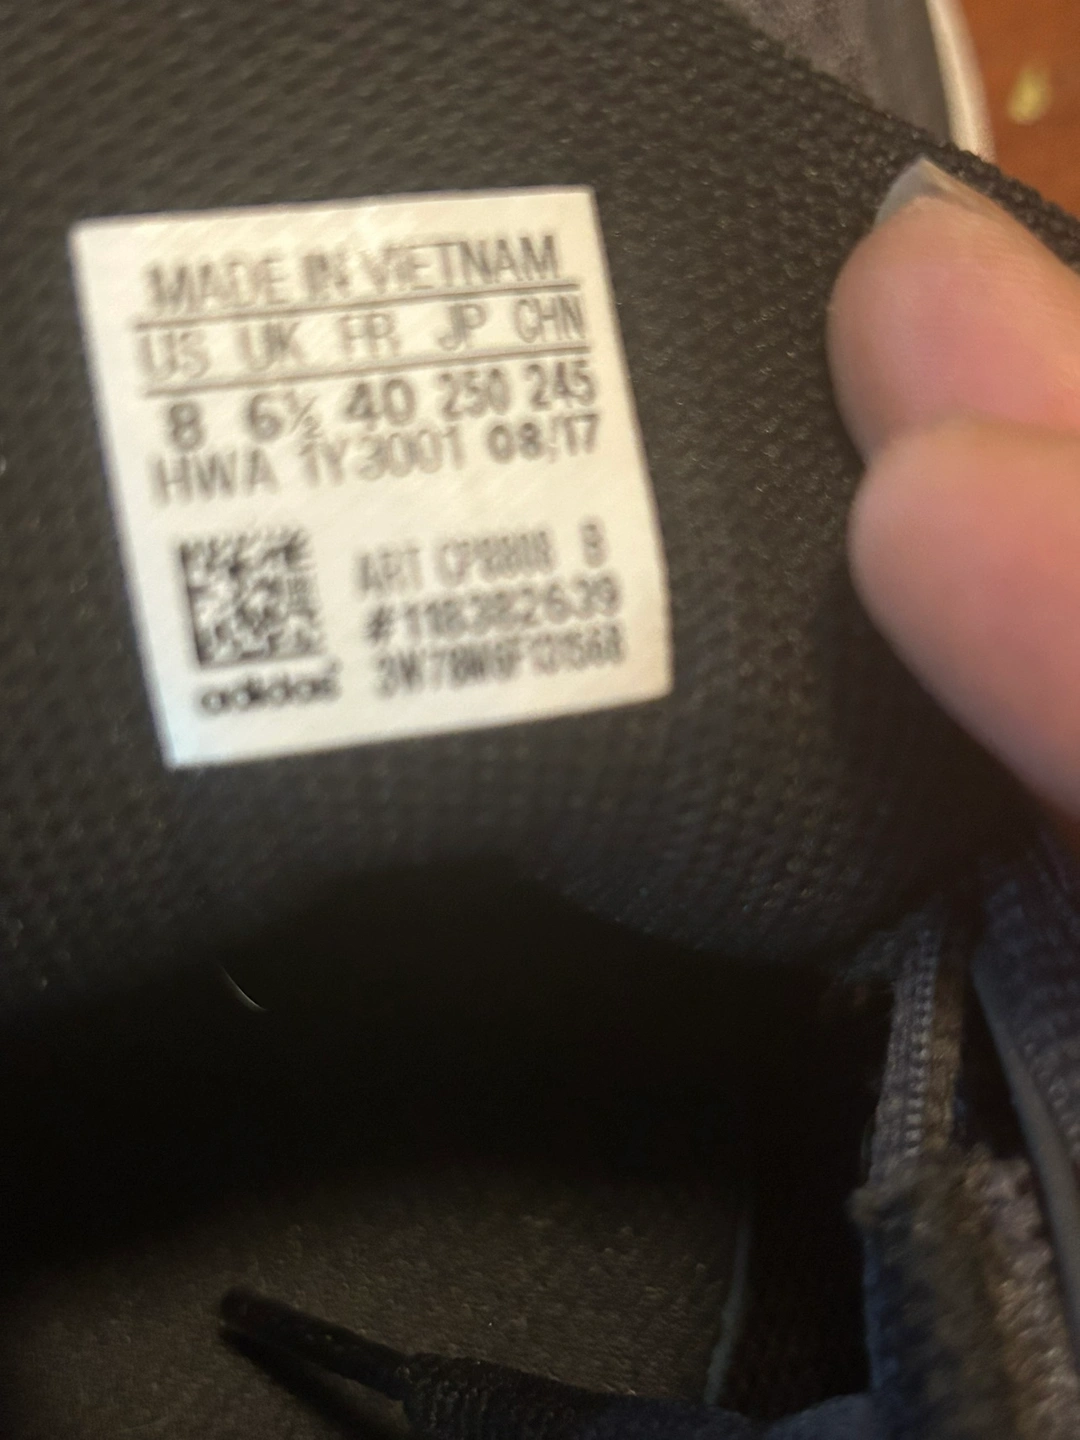 MADE IN VIETNAM
US UK FR JP CHN
8 6½ 40 250 245
HWA 1Y3001 08/17
ART B
#118382639
adidas